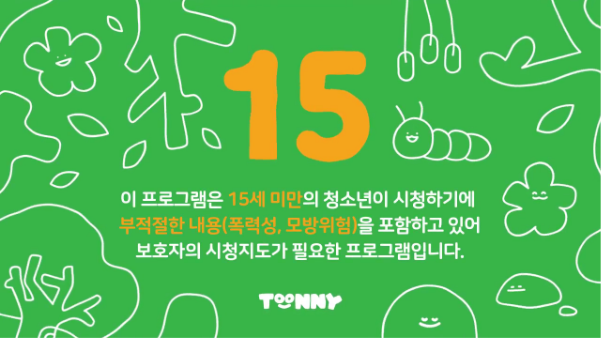 15
이 프로그램은 15세 미만의 청소년이 시청하기에
부적절한 내용(폭력성, 모방위험)을 포함하고 있어
보호자의 시청지도가 필요한 프로그램입니다.
TOONNY